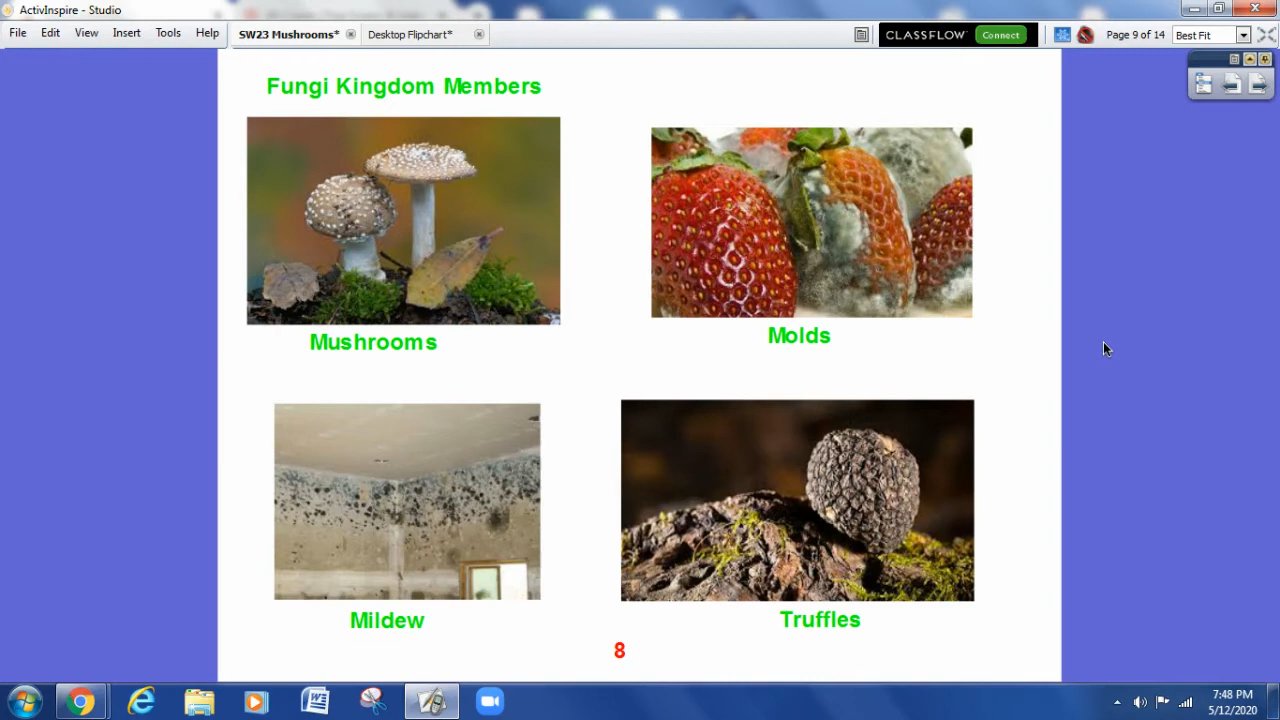 ActivInspire - Studio
File Edit View Insert Tools Help
SW23 Mushrooms* Desktop Flipchart*
CLASSFLOW Connect
Page 9 of 14 Best Fit
Fungi Kingdom Members
Mushrooms
Molds
Mildew
Truffles
8
7:48 PM
5/12/2020